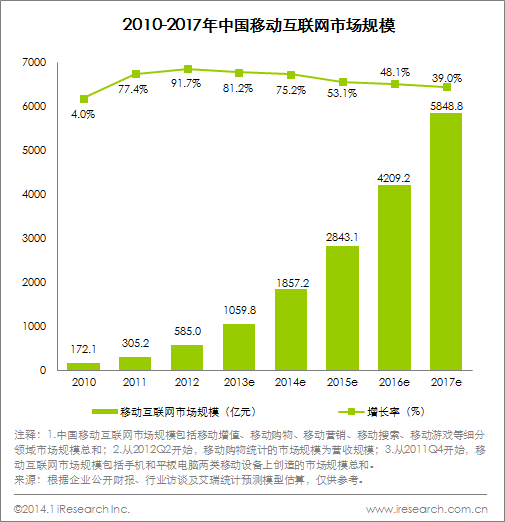 2010-2017年中国移动互联网市场规模
7000
6000
5000
4000
3000
2000
1000
0
4.0%
77.4%
91.7%
81.2%
75.2%
53.1%
48.1%
39.0%
172.1
305.2
585.0
1059.8
1857.2
2843.1
4209.2
5848.8
2010
2011
2012
2013e
2014e
2015e
2016e
2017e
移动互联网市场规模（亿元）
增长率（%）
注释：1.中国移动互联网市场规模包括移动增值、移动购物、移动营销、移动搜索、移动游戏等细分
领域市场规模总和；2.从2012Q2开始，移动购物统计的市场规模为营收规模；3.从2011Q4开始，移
动互联网市场规模包括手机和平板电脑两类移动设备上创造的市场规模总和。
来源：根据企业公开财报、行业访谈及艾瑞统计预测模型估算，仅供参考。
©2014.1 iResearch Inc.
www.iresearch.com.cn